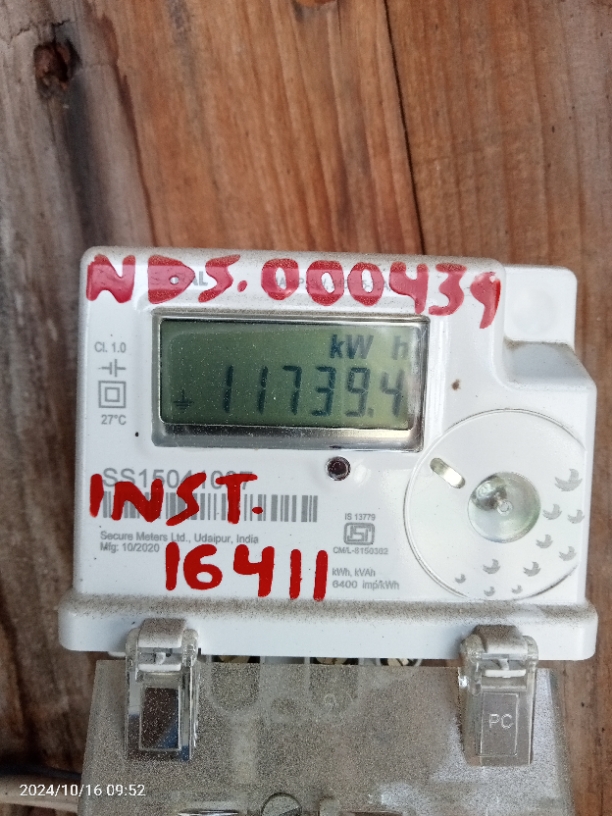 NDS.000439
kW h
11739.4
Cl. 1.0
27°C
INST.
IS 13779
Secure Meters Ltd., Udaipur, India
Mfg: 10/2020
CM/L-8150382
16411
kWh, kVAh
6400 imp/kWh
PC
2024/10/16 09:52